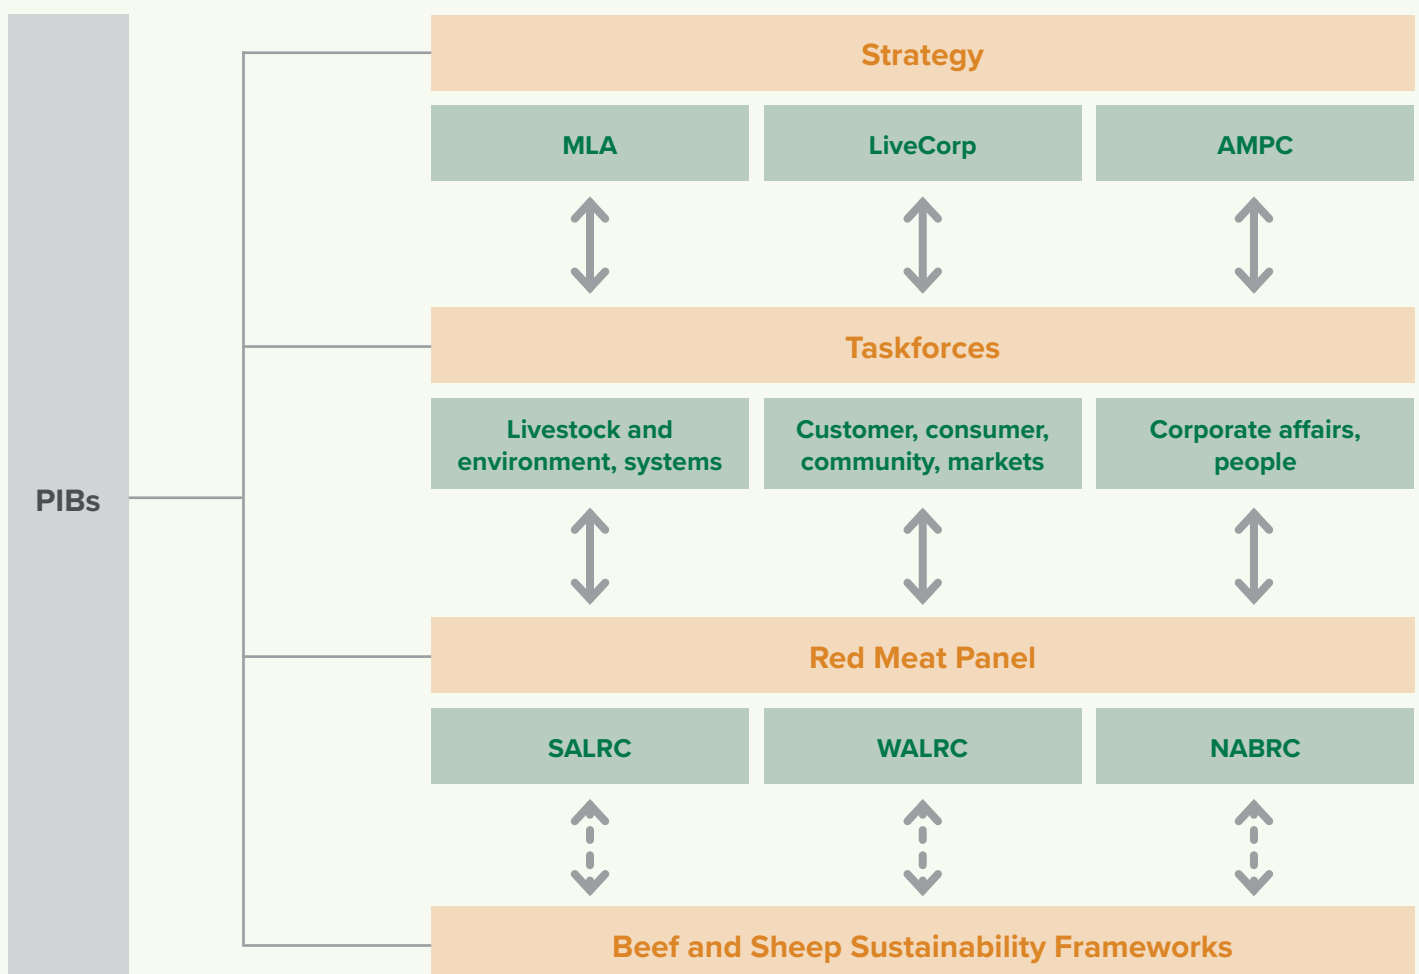 Strategy
MLA
LiveCorp
AMPC
Taskforces
Livestock and
environment, systems
Customer, consumer,
community, markets
Corporate affairs,
people
PIBs
Red Meat Panel
SALRC
WALRC
NABRC
Beef and Sheep Sustainability Frameworks